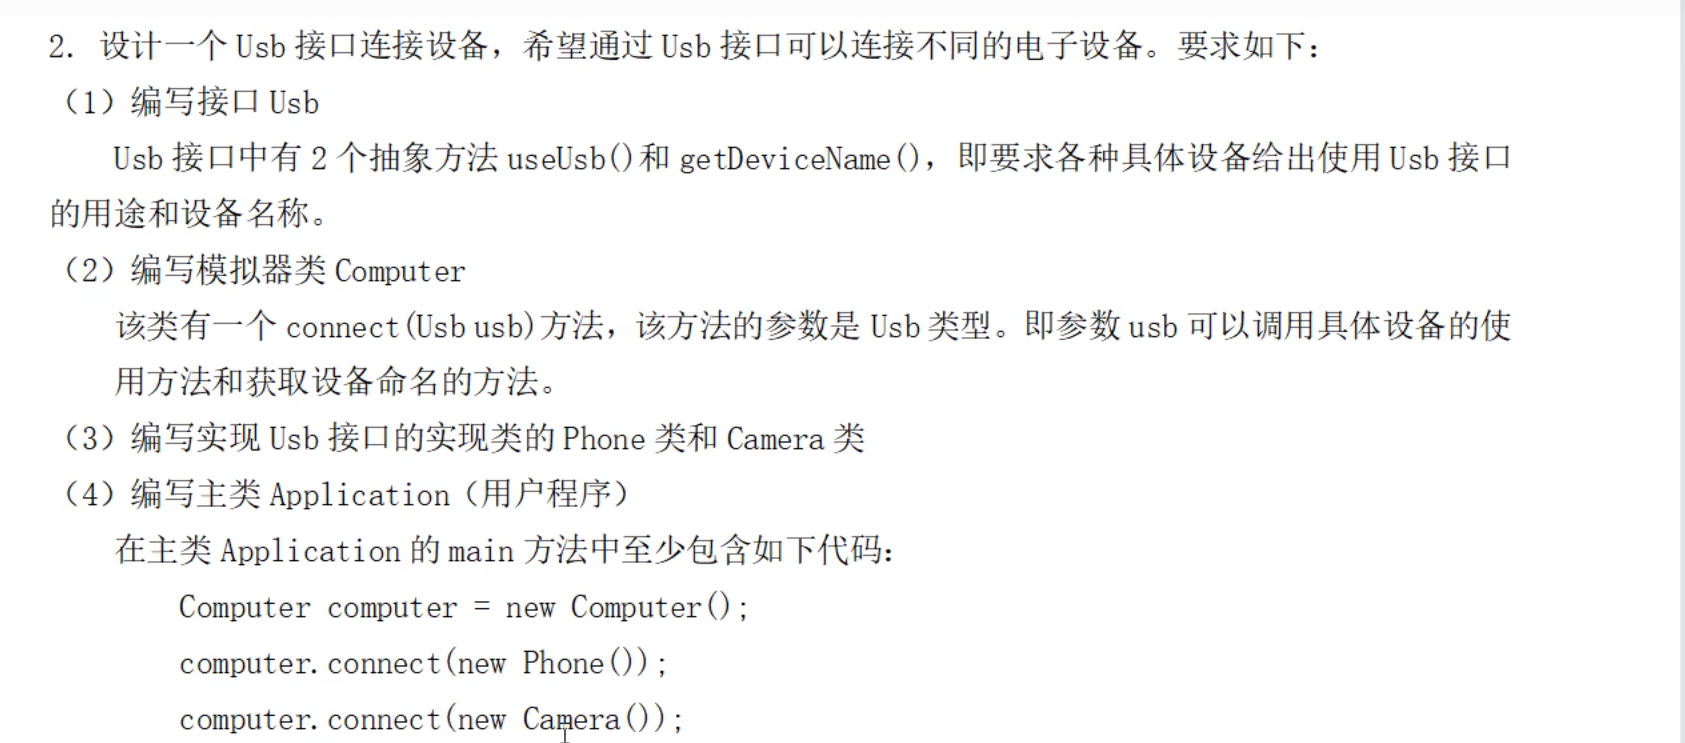 2. 设计一个 Usb 接口连接设备，希望通过 Usb 接口可以连接不同的电子设备。要求如下：
（1）编写接口 Usb
Usb 接口中有 2 个抽象方法 useUsb()和 getDeviceName()，即要求各种具体设备给出使用 Usb 接口
的用途和设备名称。
（2）编写模拟器类 Computer
该类有一个 connect(Usb usb)方法，该方法的参数是 Usb 类型。即参数 usb 可以调用具体设备的使
用方法和获取设备命名的方法。
（3）编写实现 Usb 接口的实现类的 Phone 类和 Camera 类
（4）编写主类 Application（用户程序）
在主类 Application 的 main 方法中至少包含如下代码：
Computer computer = new Computer();
computer.connect(new Phone());
computer.connect(new Camera());